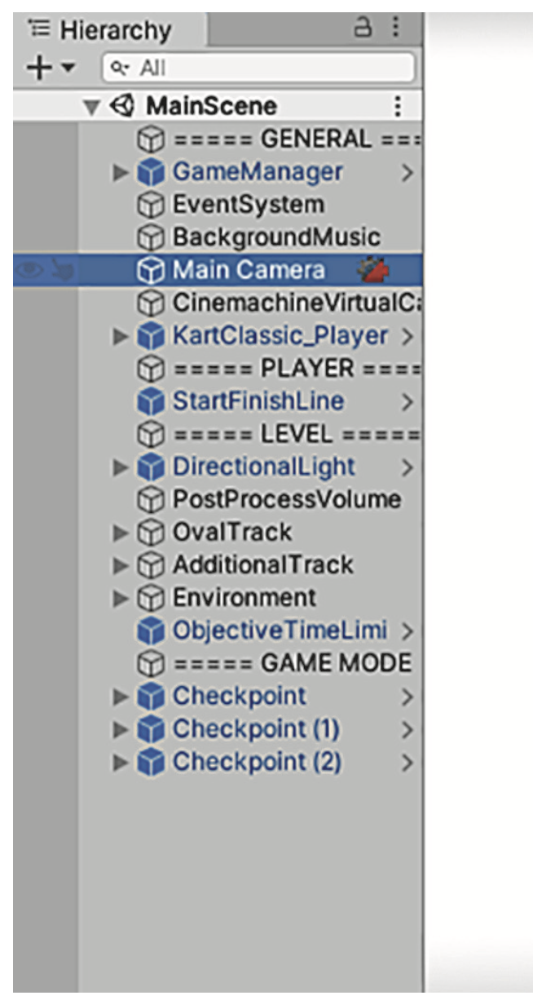 Hierarchy
All
MainScene
===== GENERAL ===
GameManager
EventSystem
BackgroundMusic
Main Camera
CinemachineVirtualCa
KartClassic_Player
===== PLAYER ====
StartFinishLine
===== LEVEL =====
DirectionalLight
PostProcessVolume
OvalTrack
AdditionalTrack
Environment
ObjectiveTimeLimi
===== GAME MODE
Checkpoint
Checkpoint (1)
Checkpoint (2)